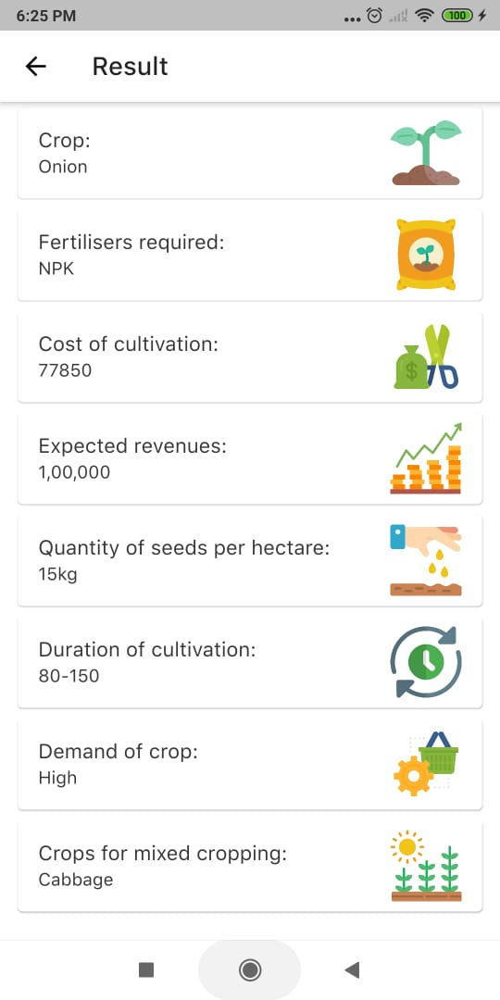 6:25 PM
100
Result
Crop:
Onion
Fertilisers required:
NPK
Cost of cultivation:
77850
$
Expected revenues:
1,00,000
Quantity of seeds per hectare:
15kg
Duration of cultivation:
80-150
Demand of crop:
High
Crops for mixed cropping:
Cabbage